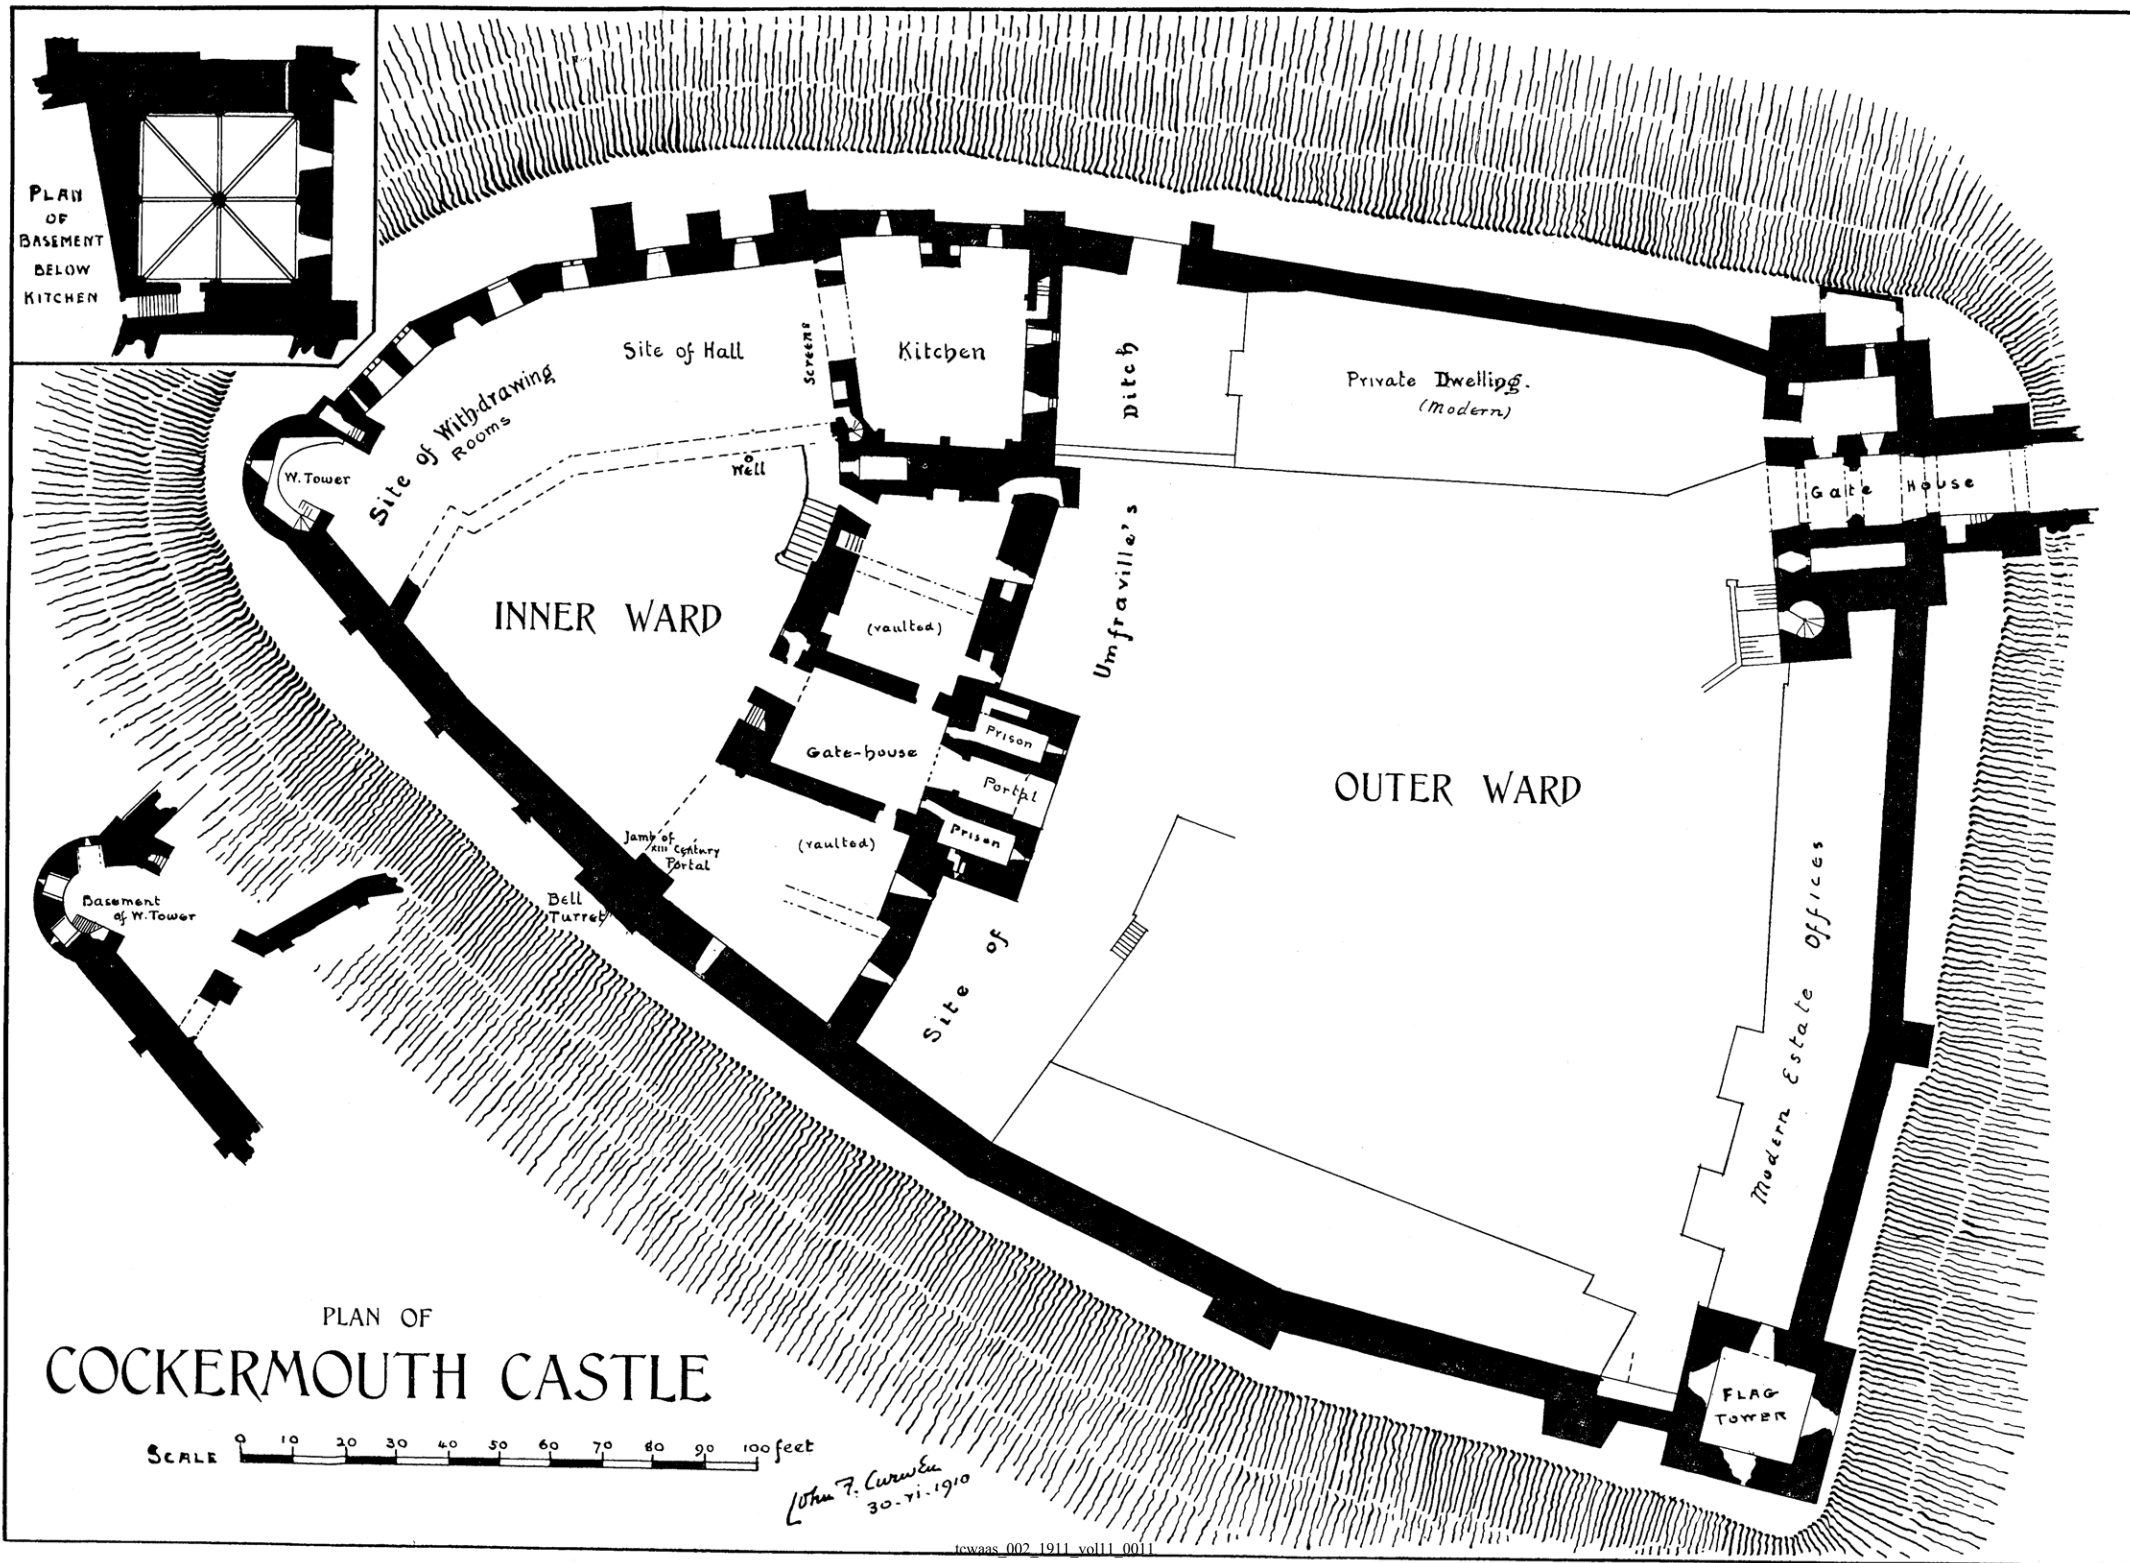 PLAN
OF
BASEMENT
BELOW
KITCHEN
Site of Hall
SCREENS
Kitchen
Ditch
Private Dwelling.
(Modern)
Site of With-drawing
ROOMS
W. Tower
Well
Gate House
INNER WARD
(vaulted)
Umfraville's
Prison
Gate-house
Portal
OUTER WARD
Prison
Jamb of
XIII Century
Portal
(vaulted)
Bell
Turret
Basement
of W. Tower
Site of
Modern Estate Offices
PLAN OF
COCKERMOUTH CASTLE
FLAG
TOWER
SCALE 0 10 20 30 40 50 60 70 80 90 100 feet
John F. Curwen
30-vi-1910
tcwaas_002_1911_vol11_0011